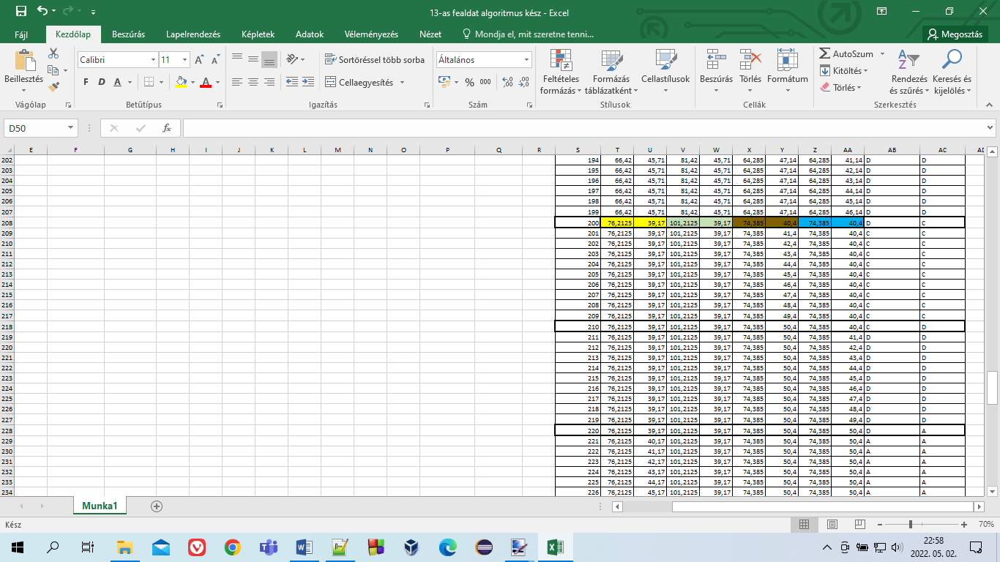 13-as fealdat algoritmus kész - Excel
Fájl Kezdőlap Beszúrás Lapelrendezés Képletek Adatok Véleményezés Nézet Mondja el, mit szeretne tenni... Megosztás
Beillesztés
Vágólap
Calibri 11
F D A
Betűtípus
Sortöréssel több sorba
Cellaegyesítés
Igazítás
Általános
% 000
Szám
Feltételes formázás
Formázás táblázatként
Cellastílusok
Stílusok
Beszúrás Törlés Formátum
Cellák
AutoSzum
Kitöltés
Törlés
Rendezés és szűrés
Keresés és kijelölés
Szerkesztés
D50 fx
E F G H I J K L M N O P Q R S T U V W X Y Z AA AB AC
202 194 66,42 45,71 81,42 45,71 64,285 47,14 64,285 41,14 D D
203 195 66,42 45,71 81,42 45,71 64,285 47,14 64,285 42,14 D D
204 196 66,42 45,71 81,42 45,71 64,285 47,14 64,285 43,14 D D
205 197 66,42 45,71 81,42 45,71 64,285 47,14 64,285 44,14 D D
206 198 66,42 45,71 81,42 45,71 64,285 47,14 64,285 45,14 D D
207 199 66,42 45,71 81,42 45,71 64,285 47,14 64,285 46,14 D D
208 200 76,2125 39,17 101,2125 39,17 74,385 40,4 74,385 40,4 D C
209 201 76,2125 39,17 101,2125 39,17 74,385 41,4 74,385 40,4 C C
210 202 76,2125 39,17 101,2125 39,17 74,385 42,4 74,385 40,4 C C
211 203 76,2125 39,17 101,2125 39,17 74,385 43,4 74,385 40,4 C C
212 204 76,2125 39,17 101,2125 39,17 74,385 44,4 74,385 40,4 C C
213 205 76,2125 39,17 101,2125 39,17 74,385 45,4 74,385 40,4 C C
214 206 76,2125 39,17 101,2125 39,17 74,385 46,4 74,385 40,4 C C
215 207 76,2125 39,17 101,2125 39,17 74,385 47,4 74,385 40,4 C C
216 208 76,2125 39,17 101,2125 39,17 74,385 48,4 74,385 40,4 C C
217 209 76,2125 39,17 101,2125 39,17 74,385 49,4 74,385 40,4 C C
218 210 76,2125 39,17 101,2125 39,17 74,385 50,4 74,385 40,4 C D
219 211 76,2125 39,17 101,2125 39,17 74,385 50,4 74,385 41,4 D D
220 212 76,2125 39,17 101,2125 39,17 74,385 50,4 74,385 42,4 D D
221 213 76,2125 39,17 101,2125 39,17 74,385 50,4 74,385 43,4 D D
222 214 76,2125 39,17 101,2125 39,17 74,385 50,4 74,385 44,4 D D
223 215 76,2125 39,17 101,2125 39,17 74,385 50,4 74,385 45,4 D D
224 216 76,2125 39,17 101,2125 39,17 74,385 50,4 74,385 46,4 D D
225 217 76,2125 39,17 101,2125 39,17 74,385 50,4 74,385 47,4 D D
226 218 76,2125 39,17 101,2125 39,17 74,385 50,4 74,385 48,4 D D
227 219 76,2125 39,17 101,2125 39,17 74,385 50,4 74,385 49,4 D D
228 220 76,2125 39,17 101,2125 39,17 74,385 50,4 74,385 50,4 D A
229 221 76,2125 40,17 101,2125 39,17 74,385 50,4 74,385 50,4 A A
230 222 76,2125 41,17 101,2125 39,17 74,385 50,4 74,385 50,4 A A
231 223 76,2125 42,17 101,2125 39,17 74,385 50,4 74,385 50,4 A A
232 224 76,2125 43,17 101,2125 39,17 74,385 50,4 74,385 50,4 A A
233 225 76,2125 44,17 101,2125 39,17 74,385 50,4 74,385 50,4 A A
234 226 76,2125 45,17 101,2125 39,17 74,385 50,4 74,385 50,4 A A
Munka1
Kész 70%
22:58
2022. 05. 02.